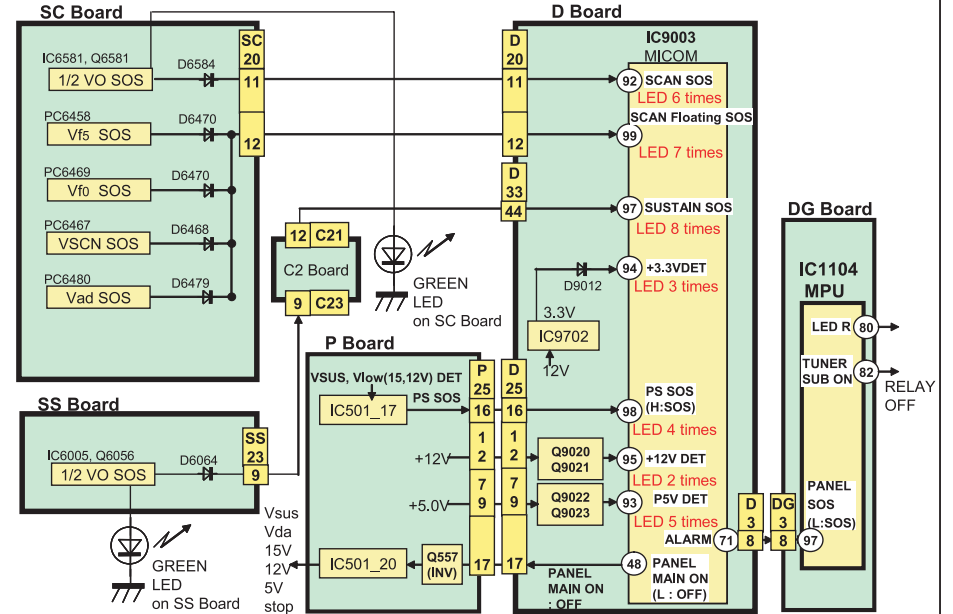 SC Board
D Board
SC
20
D
20
IC9003
MICOM
IC6581, Q6581
D6584
1/2 VO SOS
11
11
92
SCAN SOS
LED 6 times
PC6458
D6470
Vf5 SOS
12
12
SCAN Floating SOS
99
LED 7 times
PC6469
D6470
Vf0 SOS
D
33
44
97
SUSTAIN SOS
LED 8 times
DG Board
PC6467
D6468
VSCN SOS
12
C21
C2 Board
9
C23
GREEN
LED
on SC Board
94
+3.3VDET
LED 3 times
D9012
3.3V
IC9702
12V
IC1104
MPU
PC6480
D6479
Vad SOS
LED R
80
TUNER
SUB ON
82
RELAY
OFF
P Board
P
25
D
25
VSUS, Vlow(15,12V) DET
PS SOS
IC501_17
16
16
98
PS SOS
(H:SOS)
LED 4 times
SS Board
SS
23
9
IC6005, Q6056
D6064
1/2 VO SOS
+12V
1
2
1
2
Q9020
Q9021
95
+12V DET
LED 2 times
+5.0V
7
9
7
9
Q9022
Q9023
93
P5V DET
LED 5 times
ALARM
71
D
3
8
DG
3
8
97
PANEL
SOS
(L:SOS)
GREEN
LED
on SS Board
Vsus
Vda
15V
12V
5V
stop
IC501_20
Q557
(INV)
17
17
PANEL
MAIN ON
: OFF
48
PANEL
MAIN ON
(L : OFF)